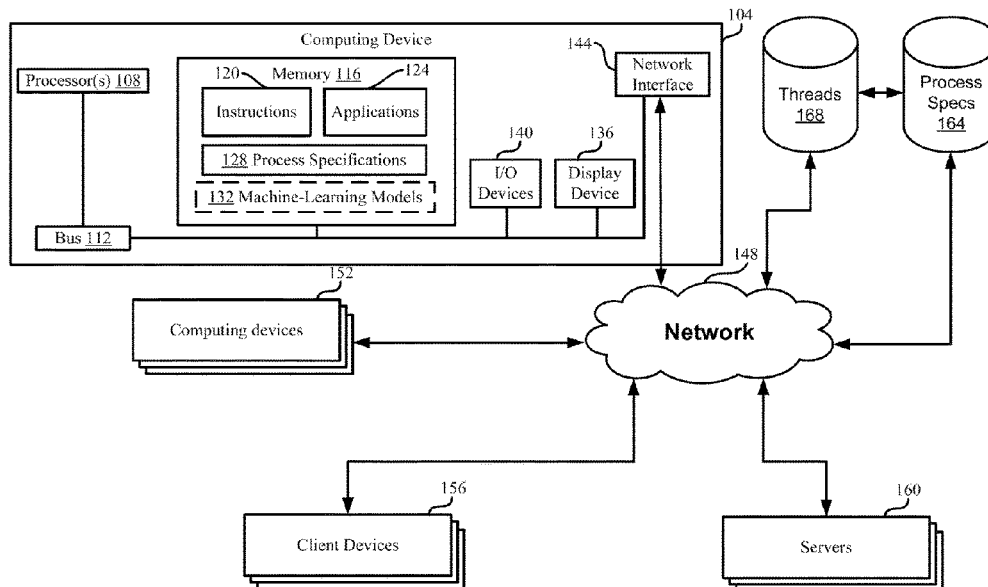 104
Computing Device
144
Network
Interface
Processor(s) 108
120
Memory 116
124
Instructions
Applications
128 Process Specifications
132 Machine-Learning Models
140
I/O
Devices
136
Display
Device
Bus 112
Threads
168
Process
Specs
164
152
Computing devices
148
Network
156
Client Devices
160
Servers